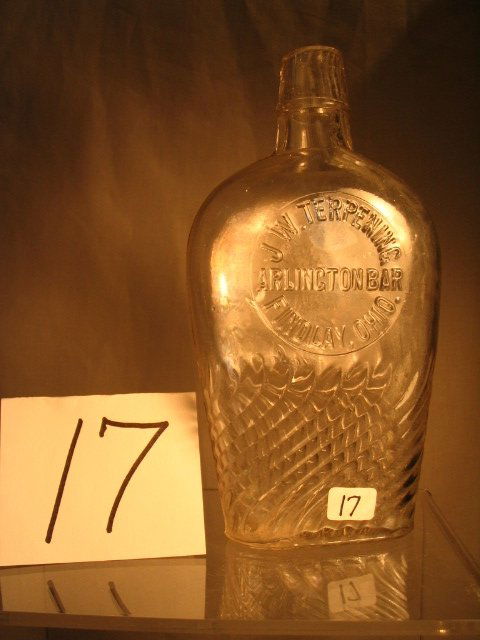 J.W. TERPENING
ARLINGTON BAR
FINDLAY, OHIO.
17
17